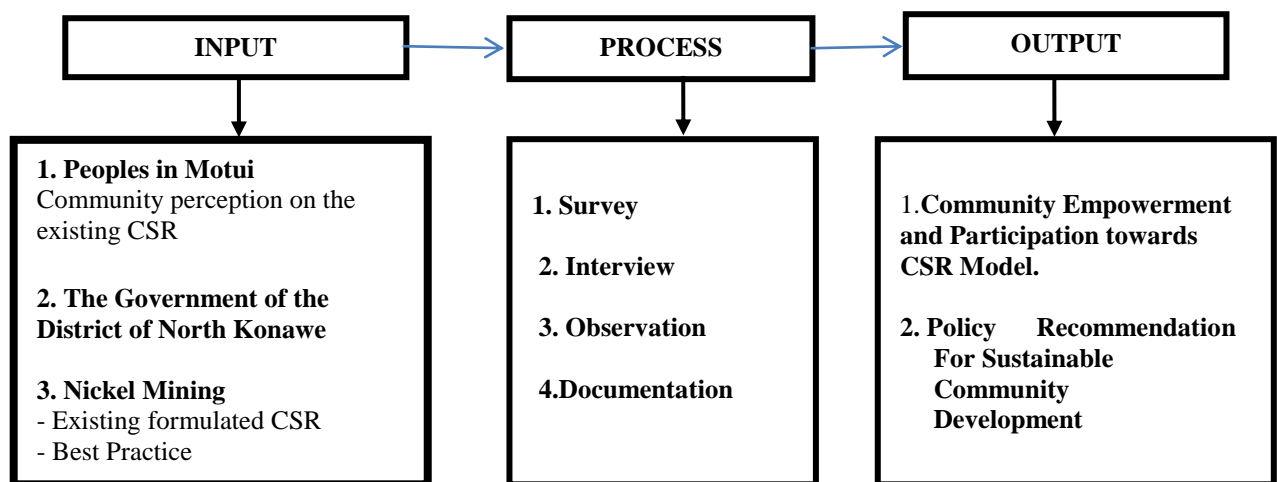 INPUT
PROCESS
OUTPUT
1. Peoples in Motui
Community perception on the
existing CSR
2. The Government of the
District of North Konawe
3. Nickel Mining
- Existing formulated CSR
- Best Practice
1. Survey
2. Interview
3. Observation
4.Documentation
1.Community Empowerment
and Participation towards
CSR Model.
2. Policy Recommendation
For Sustainable
Community
Development